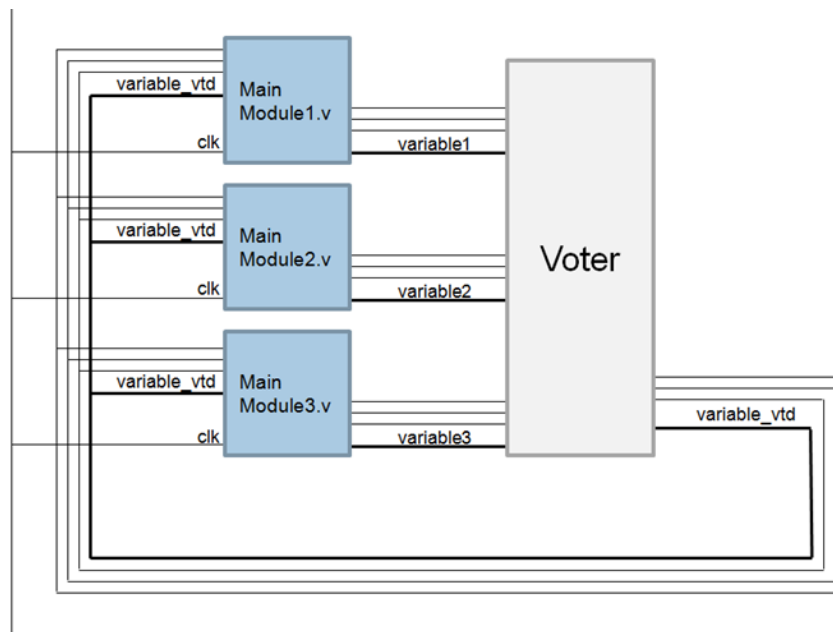 variable_vtd
Main
Module1.v
clk
variable1
variable_vtd
Main
Module2.v
clk
variable2
Voter
variable_vtd
Main
Module3.v
clk
variable3
variable_vtd